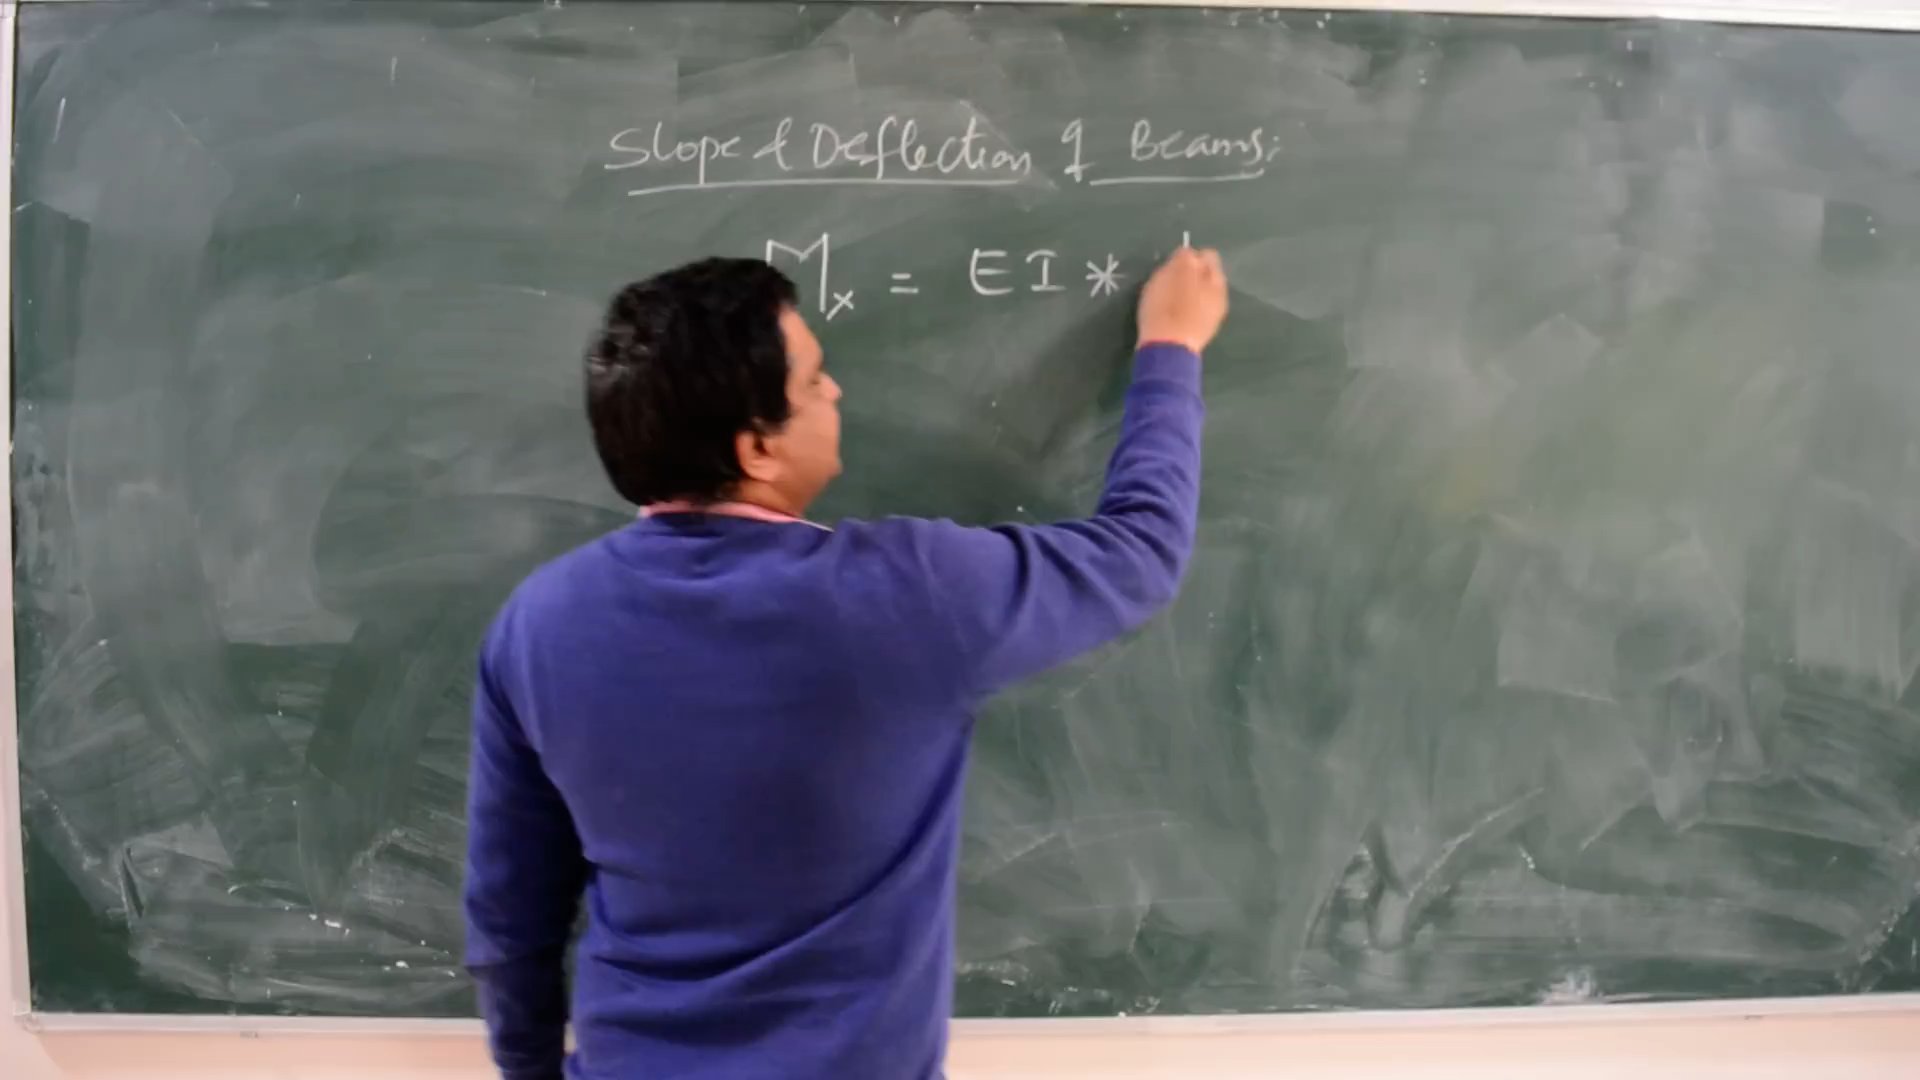 Slope & Deflection of Beams:
Mx = EI *